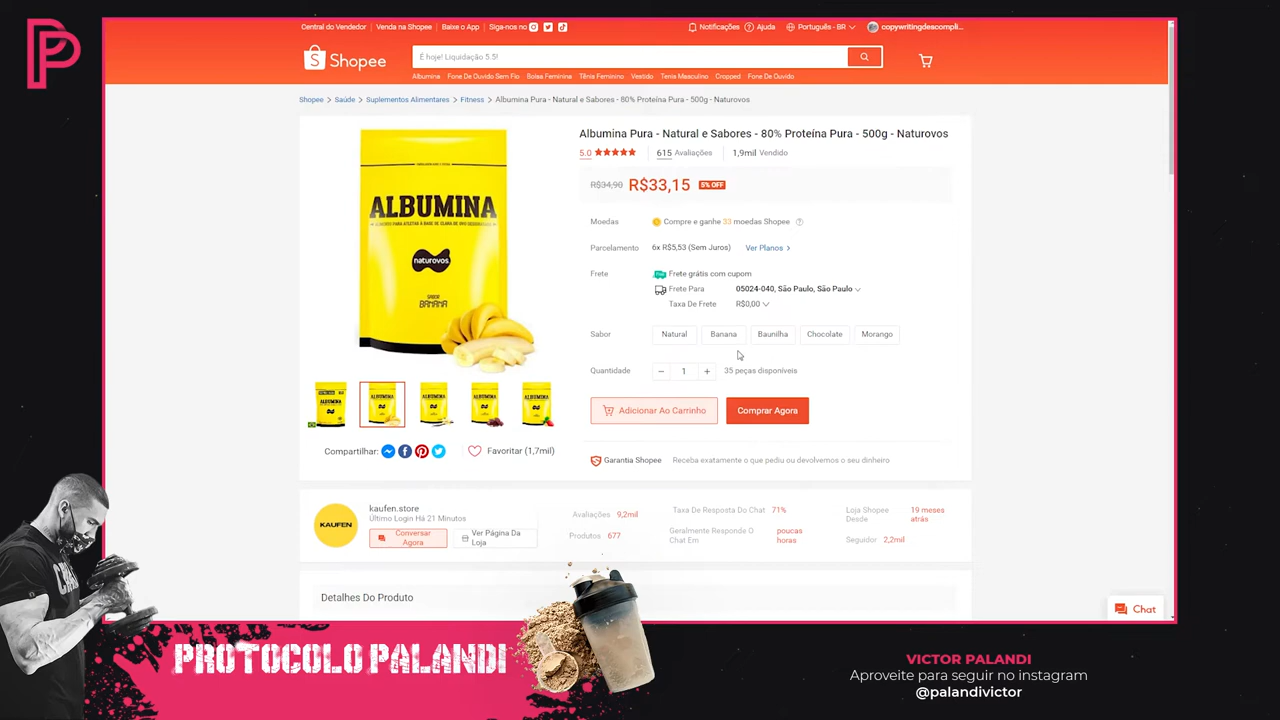 Central do Vendedor Venda na Shopee Baixe o App Siga-nos no Notificações Ajuda Português - BR copywritingdescompli...
Shopee
É hoje! Liquidação 5.5!
Albumina Fone De Ouvido Sem Fio Bolsa Feminina Tênis Feminino Vestido Tenis Masculino Cropped Fone De Ouvido
Shopee > Saúde > Suplementos Alimentares > Fitness > Albumina Pura - Natural e Sabores - 80% Proteína Pura - 500g - Naturovos
Albumina Pura - Natural e Sabores - 80% Proteína Pura - 500g - Naturovos
5.0 615 Avaliações 1,9mil Vendido
R$34,90 R$33,15 5% OFF
ALBUMINA
naturovos
SABOR
BANANA
Moedas Compre e ganhe 33 moedas Shopee
Parcelamento 6x R$5,53 (Sem Juros) Ver Planos >
Frete Frete grátis com cupom
Frete Para 05024-040, São Paulo, São Paulo
Taxa De Frete R$0,00
Sabor Natural Banana Baunilha Chocolate Morango
Quantidade − 1 + 35 peças disponíveis
Adicionar Ao Carrinho Comprar Agora
Compartilhar: Favoritar (1,7mil)
Garantia Shopee Receba exatamente o que pediu ou devolvemos o seu dinheiro
KAUFEN
kaufen.store
Último Login Há 21 Minutos
Conversar Agora
Ver Página Da Loja
Avaliações 9,2mil
Produtos 677
Taxa De Resposta Do Chat 71%
Geralmente Responde O Chat Em poucas horas
Loja Shopee Desde 19 meses atrás
Seguidor 2,2mil
Detalhes Do Produto
Chat
PROTOCOLO PALANDI
VICTOR PALANDI
Aproveite para seguir no instagram
@palandivictor